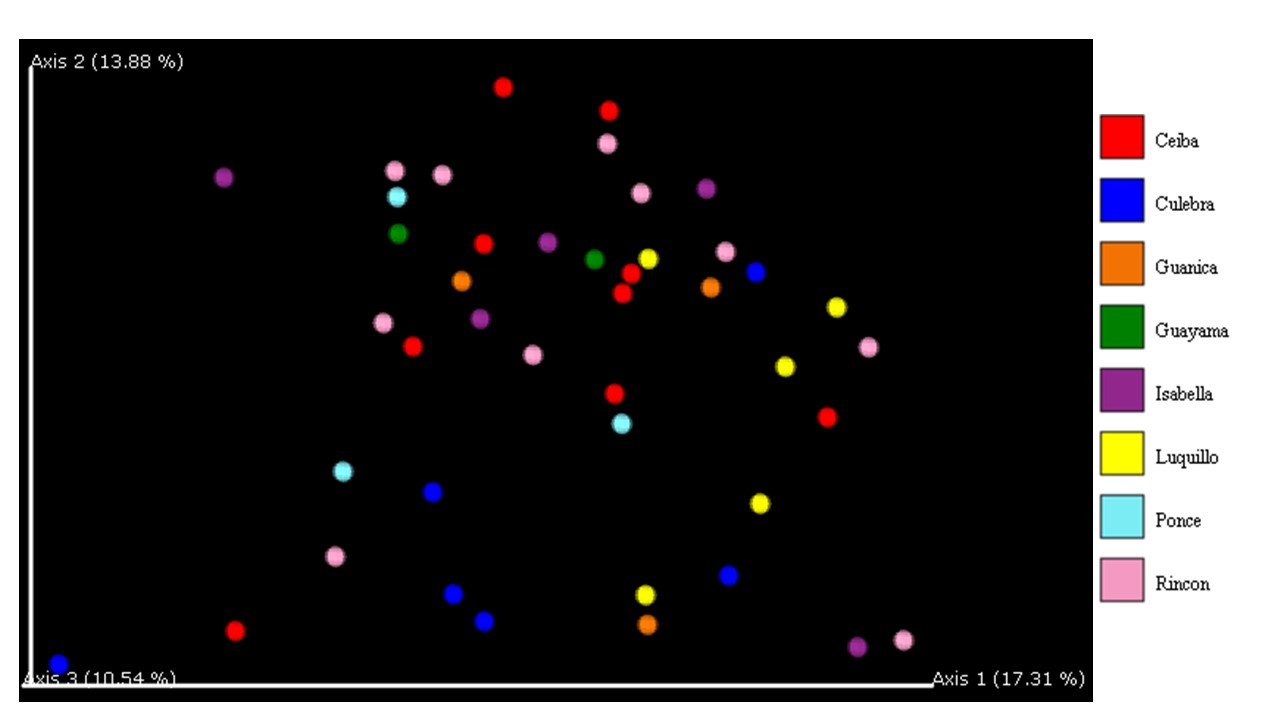 Axis 2 (13.88 %)
Ceiba
Culebra
Guanica
Guayama
Isabella
Luquillo
Ponce
Rincon
Axis 3 (10.54 %)
Axis 1 (17.31 %)